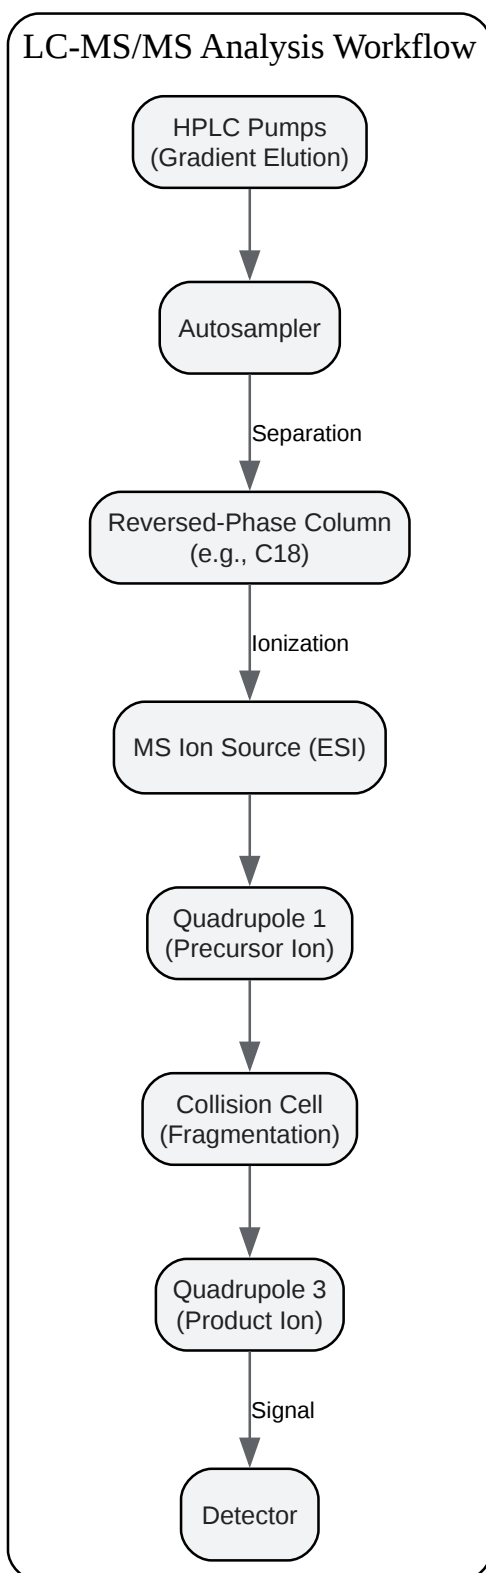 LC-MS/MS Analysis Workflow
HPLC Pumps
(Gradient Elution)
Autosampler
Separation
Reversed-Phase Column
(e.g., C18)
Ionization
MS Ion Source (ESI)
Quadrupole 1
(Precursor Ion)
Collision Cell
(Fragmentation)
Quadrupole 3
(Product Ion)
Signal
Detector